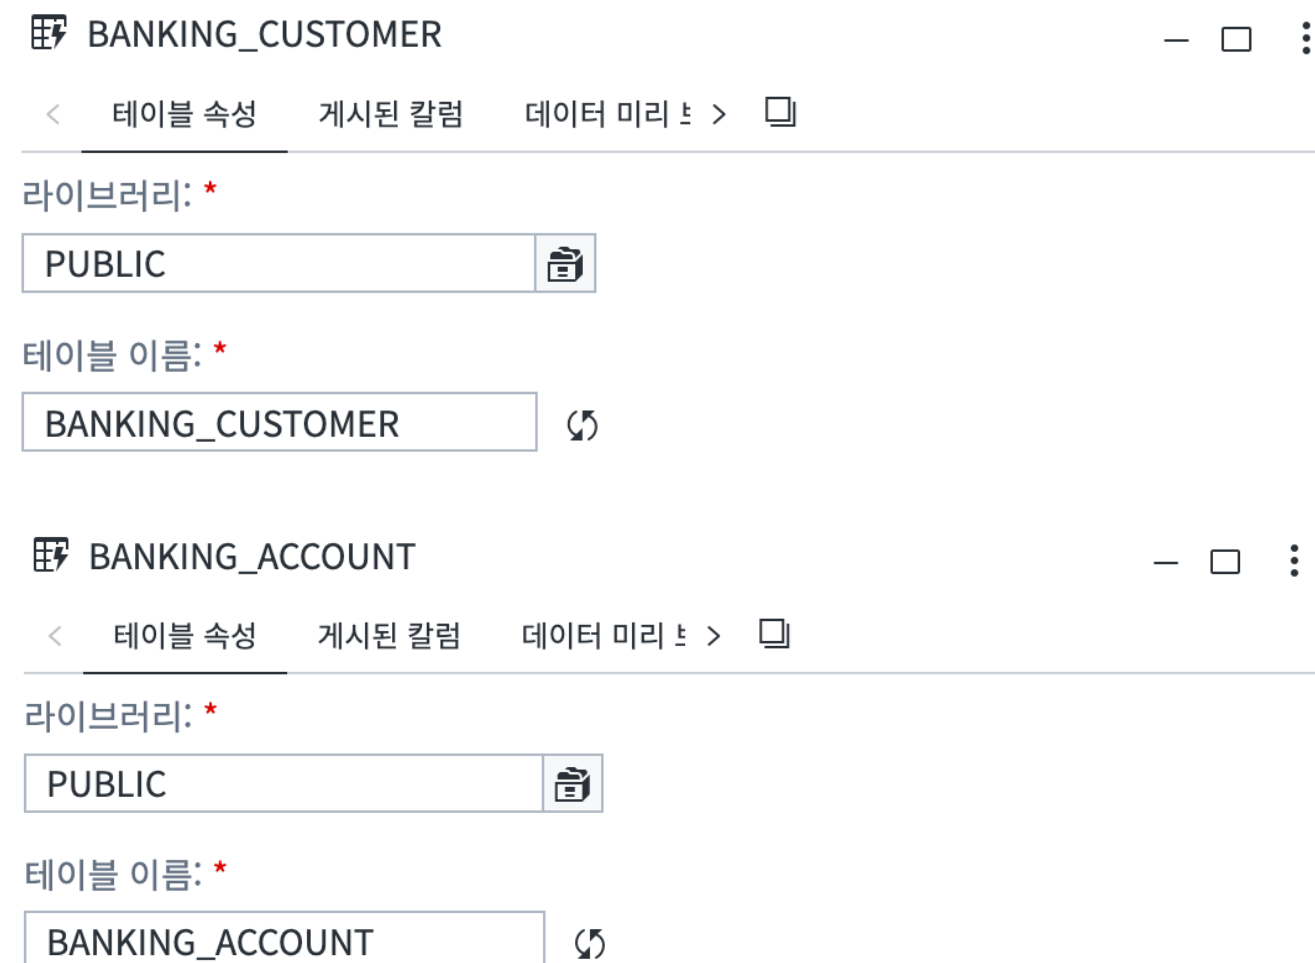 BANKING_CUSTOMER
테이블 속성 게시된 칼럼 데이터 미리
라이브러리: *
PUBLIC
테이블 이름: *
BANKING_CUSTOMER
BANKING_ACCOUNT
테이블 속성 게시된 칼럼 데이터 미리
라이브러리: *
PUBLIC
테이블 이름: *
BANKING_ACCOUNT